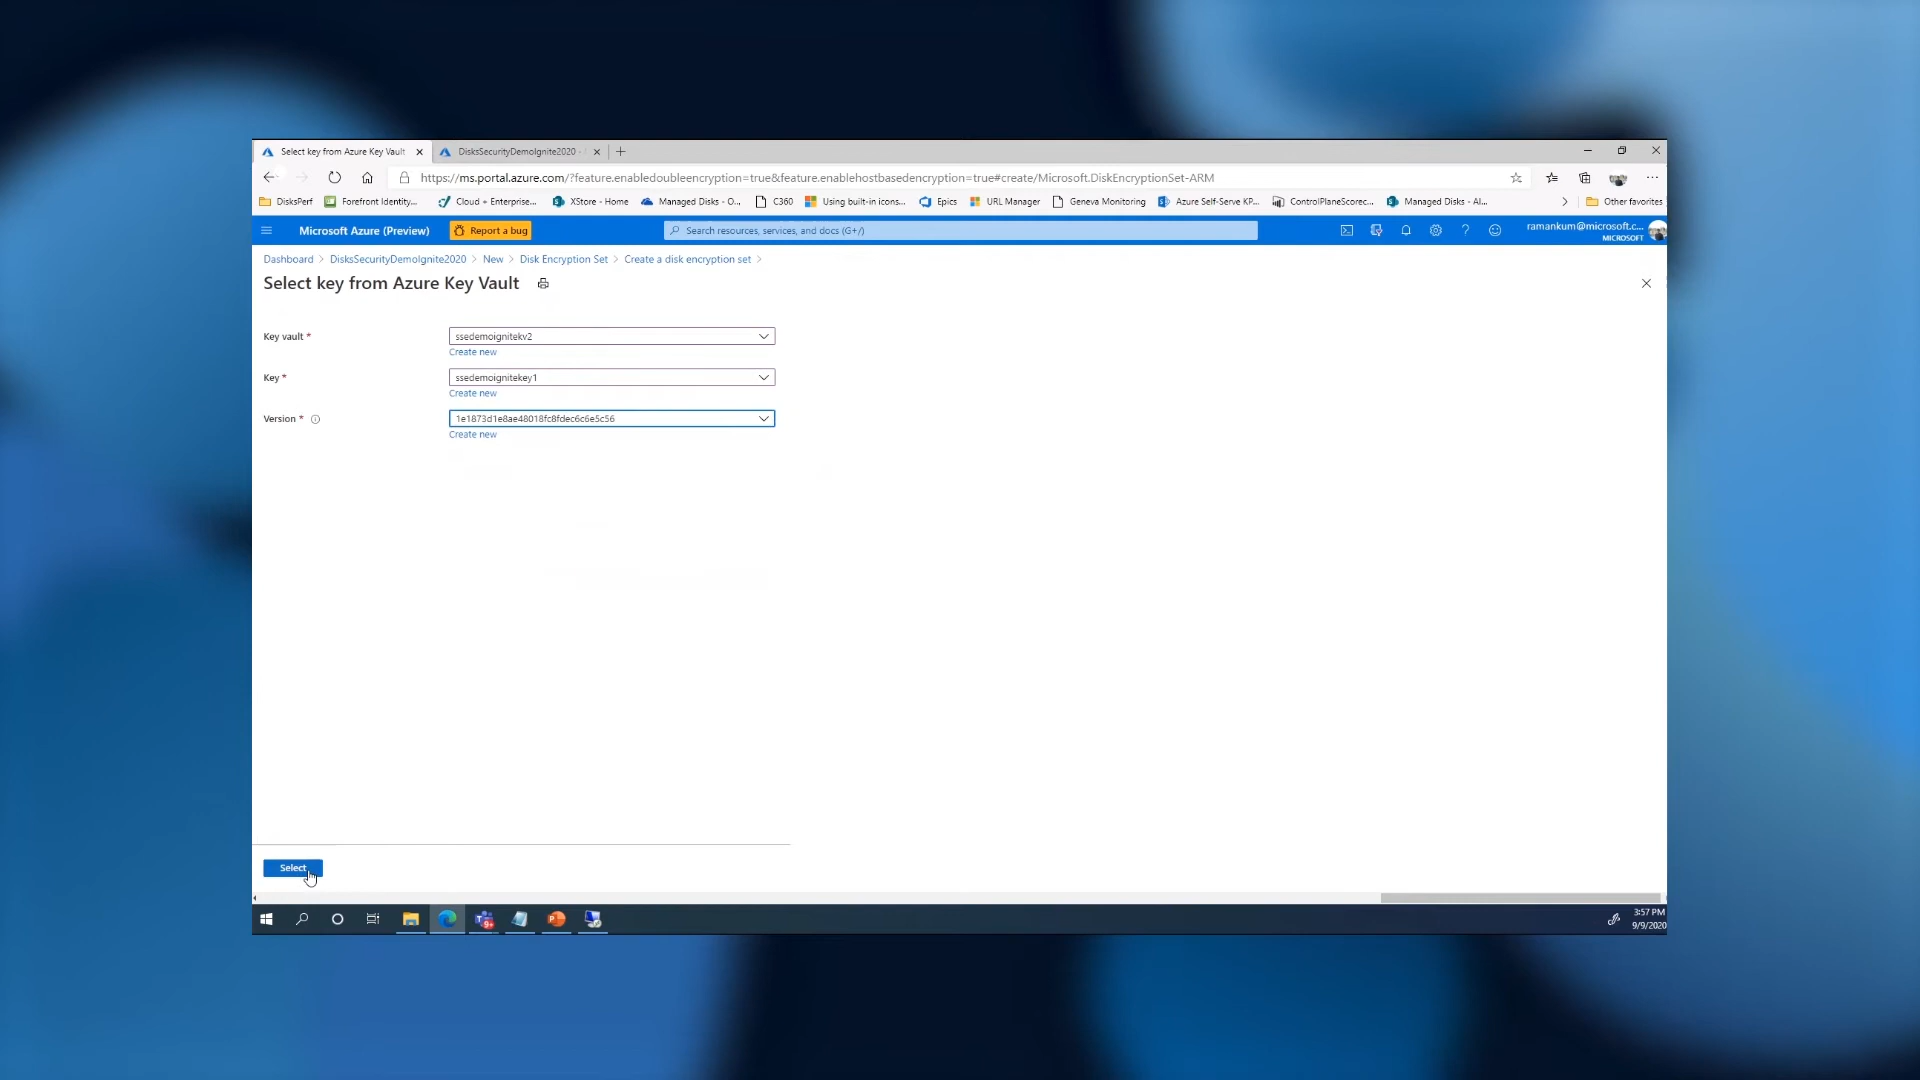 Select key from Azure Key Vault
DisksSecurityDemoIgnite2020 -
https://ms.portal.azure.com/?feature.enabledoubleencryption=true&feature.enablehostbasedencryption=true#create/Microsoft.DiskEncryptionSet-ARM
DisksPerf
Forefront Identity...
Cloud + Enterprise...
XStore - Home
Managed Disks - O...
C360
Using built-in icons...
Epics
URL Manager
Geneva Monitoring
Azure Self-Serve KP...
ControlPlaneScorec...
Managed Disks - Al...
Other favorites
Microsoft Azure (Preview)
Report a bug
Search resources, services, and docs (G+/)
ramankum@microsoft.c...
MICROSOFT
Dashboard > DisksSecurityDemoIgnite2020 > New > Disk Encryption Set > Create a disk encryption set >
Select key from Azure Key Vault
Key vault *
ssedemoignitekv2
Create new
Key *
ssedemoignitekey1
Create new
Version *
1e1873d1e8ae48018fc8fdec6c6e5c56
Create new
Select
3:57 PM
9/9/2020